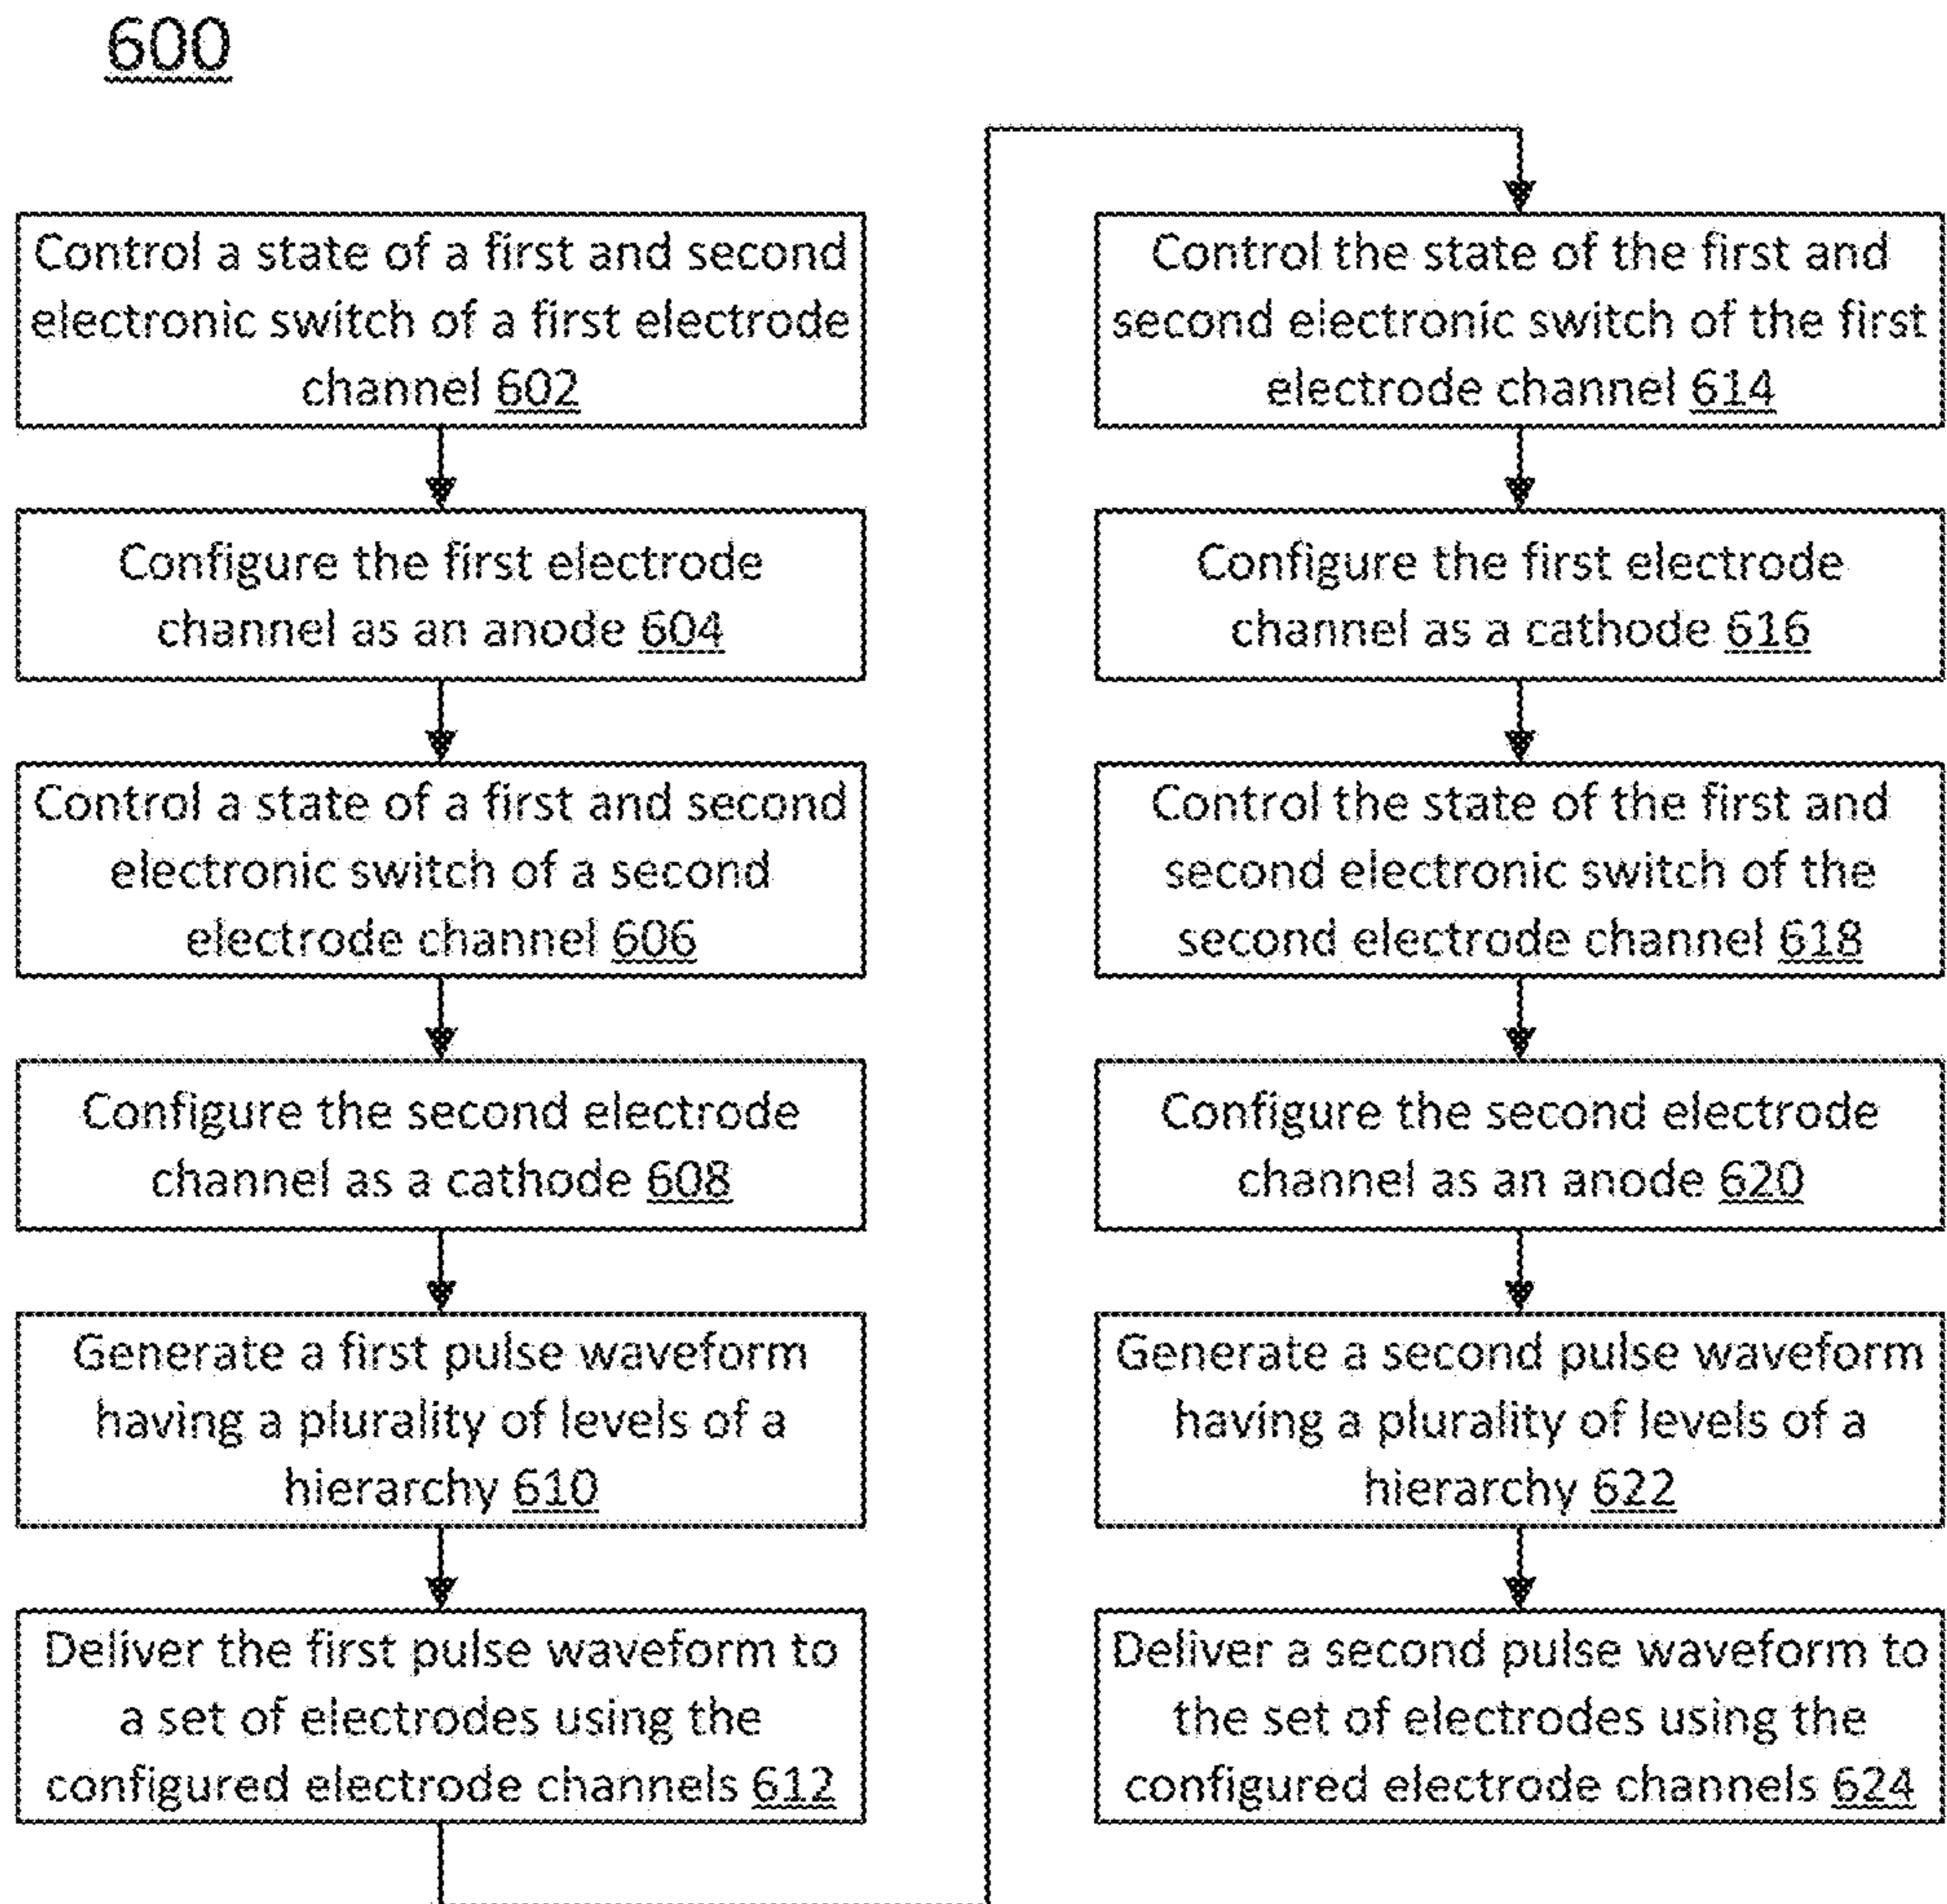 600
Control a state of a first and second
electronic switch of a first electrode
channel 602
Configure the first electrode
channel as an anode 604
Control a state of a first and second
electronic switch of a second
electrode channel 606
Configure the second electrode
channel as a cathode 608
Generate a first pulse waveform
having a plurality of levels of a
hierarchy 610
Deliver the first pulse waveform to
a set of electrodes using the
configured electrode channels 612
Control the state of the first and
second electronic switch of the first
electrode channel 614
Configure the first electrode
channel as a cathode 616
Control the state of the first and
second electronic switch of the
second electrode channel 618
Configure the second electrode
channel as an anode 620
Generate a second pulse waveform
having a plurality of levels of a
hierarchy 622
Deliver a second pulse waveform to
the set of electrodes using the
configured electrode channels 624